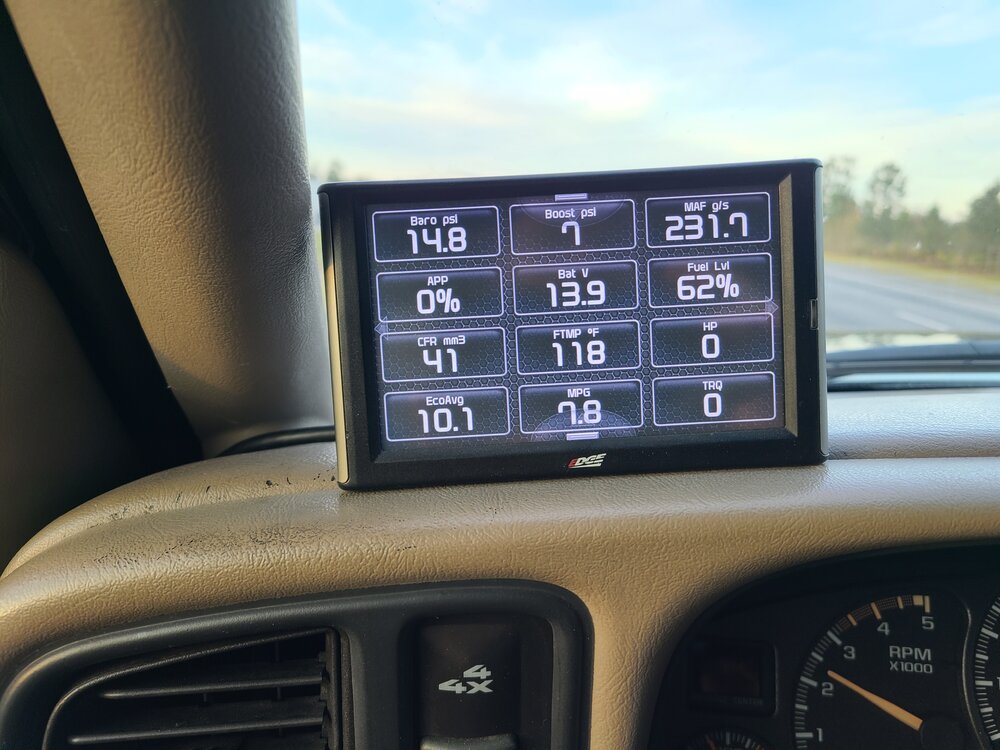 Baro psi
14.8
Boost psi
7
MAF g/s
231.7
APP
0%
Bat V
13.9
Fuel Lvl
62%
CFR mm3
41
FTMP °F
118
HP
0
EcoAvg
10.1
MPG
7.8
TRQ
0
EDGE
4
4X
RPM
X1000
1
2
3
4
5